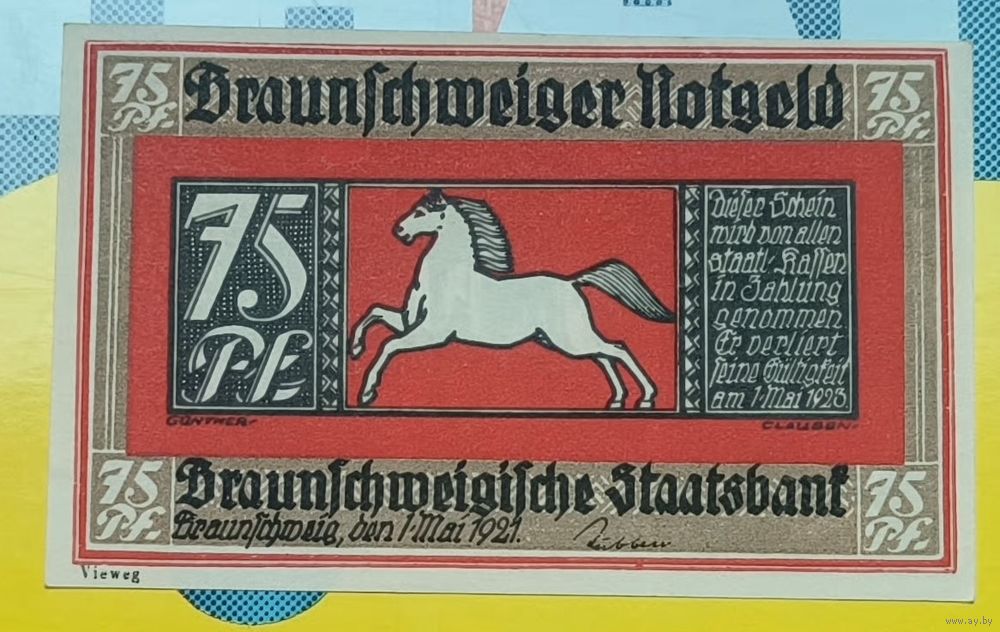 75
Pf.
Braunschweiger Notgeld
75
Pf.
75
Pf.
Dieser Schein
wird von allen
staatl. Kassen
in Zahlung
genommen
Er verliert
seine Gültigkeit
am 1. Mai 1923
GÜNTHER
CLAUSEN
75
Pf.
Braunschweigische Staatsbank
75
Pf.
Braunschweig, den 1. Mai 1921.
Vieweg
www.ay.by